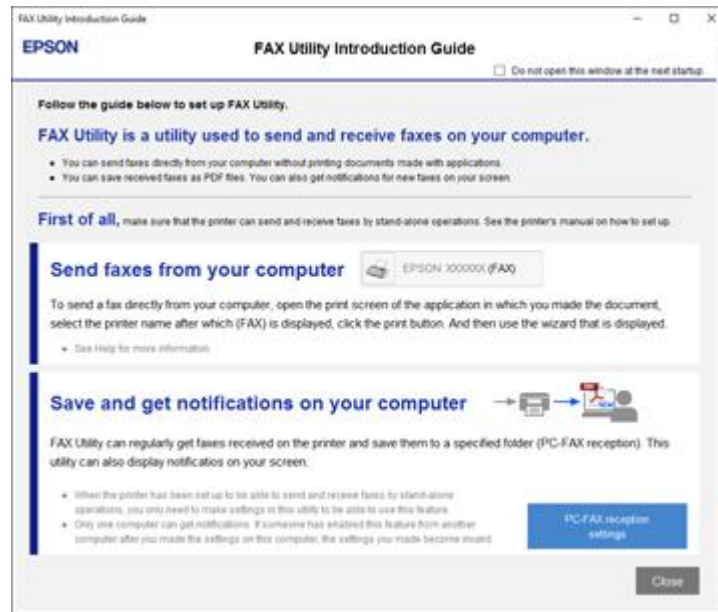 FAX Utility Introduction Guide
EPSON
FAX Utility Introduction Guide
Do not open this window at the next startup.
Follow the guide below to set up FAX Utility.
FAX Utility is a utility used to send and receive faxes on your computer.
You can send faxes directly from your computer without printing documents made with applications.
You can save received faxes as PDF files. You can also get notifications for new faxes on your screen.
First of all, make sure that the printer can send and receive faxes by stand-alone operations. See the printer's manual on how to set up.
Send faxes from your computer
EPSON XXXXXX (FAX)
To send a fax directly from your computer, open the print screen of the application in which you made the document,
select the printer name after which (FAX) is displayed, click the print button. And then use the wizard that is displayed.
See Help for more information
Save and get notifications on your computer
PDF
NEW
FAX Utility can regularly get faxes received on the printer and save them to a specified folder (PC-FAX reception). This
utility can also display notificatios on your screen.
When the printer has been set up to be able to send and receive faxes by stand-alone
operations, you only need to make settings in this utility to be able to use this feature.
Only one computer can get notifications. If someone has enabled this feature from another
computer after you made the settings on this computer, the settings you made become invalid.
PC-FAX reception
settings
Close